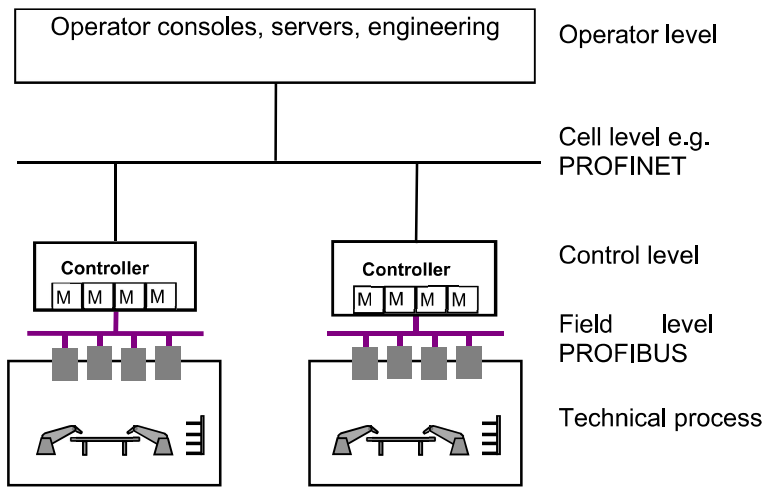 Operator consoles, servers, engineering
Operator level
Cell level e.g.
PROFINET
Control level
Controller
M M M M
Controller
M M M M
Field level
PROFIBUS
Technical process